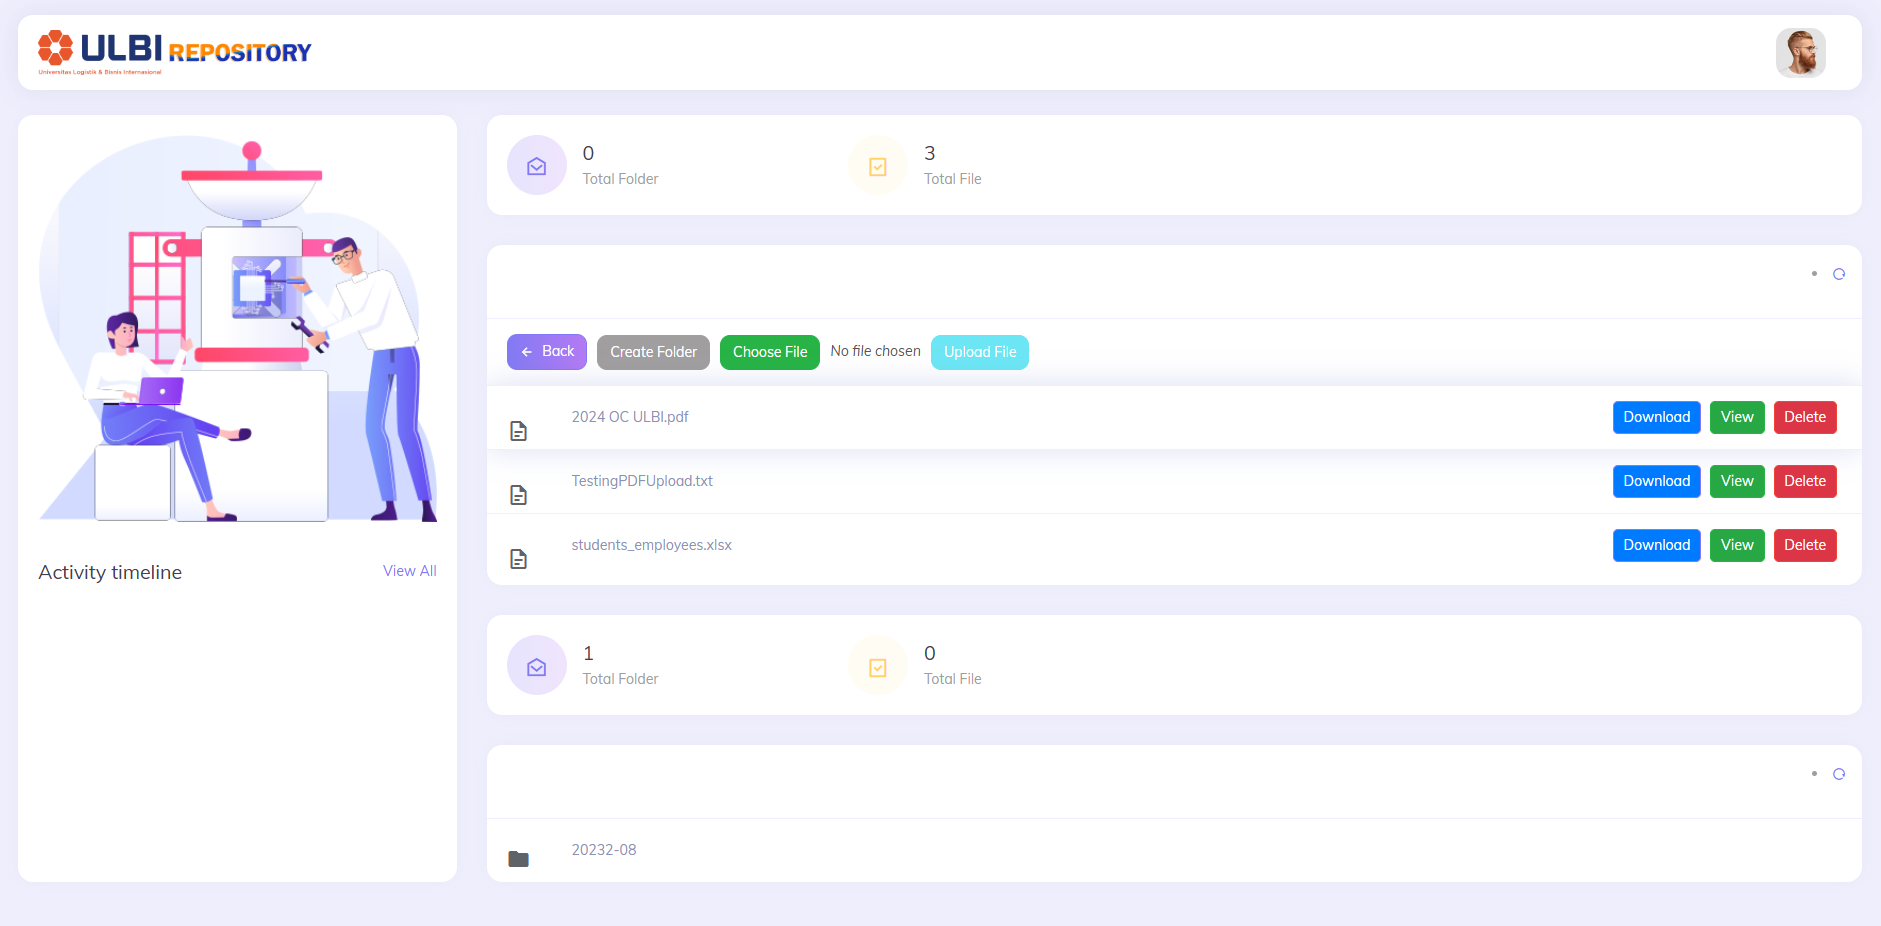 ULBI REPOSITORY
Universitas Logistik & Bisnis Internasional
0
Total Folder
3
Total File
Back Create Folder Choose File No file chosen Upload File
2024 OC ULBI.pdf Download View Delete
TestingPDFUpload.txt Download View Delete
students_employees.xlsx Download View Delete
Activity timeline View All
1
Total Folder
0
Total File
20232-08